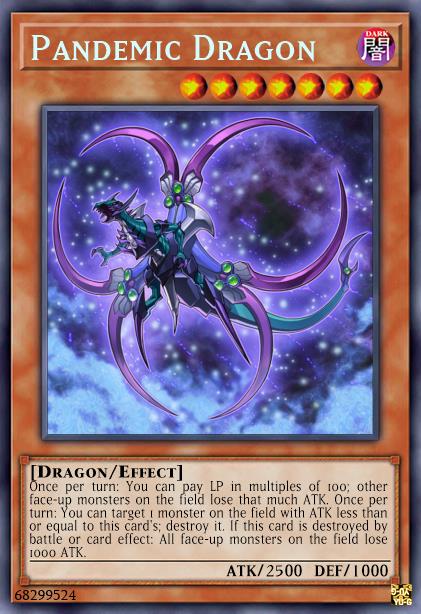 Pandemic Dragon
DARK
闇
[Dragon/Effect]
Once per turn: You can pay LP in multiples of 100; other
face-up monsters on the field lose that much ATK. Once per
turn: You can target 1 monster on the field with ATK less than
or equal to this card's; destroy it. If this card is destroyed by
battle or card effect: All face-up monsters on the field lose
1000 ATK.
ATK/2500 DEF/1000
68299524